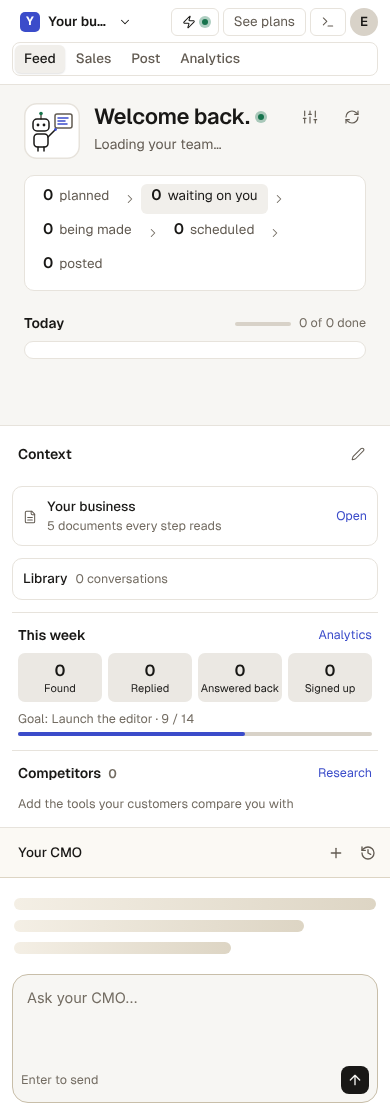 Y Your bu...
See plans
E
Feed Sales Post Analytics
Welcome back.
Loading your team...
0 planned
0 waiting on you
0 being made
0 scheduled
0 posted
Today
0 of 0 done
Context
Your business
5 documents every step reads
Open
Library 0 conversations
This week
Analytics
0 Found
0 Replied
0 Answered back
0 Signed up
Goal: Launch the editor · 9 / 14
Competitors 0
Research
Add the tools your customers compare you with
Your CMO
Ask your CMO...
Enter to send